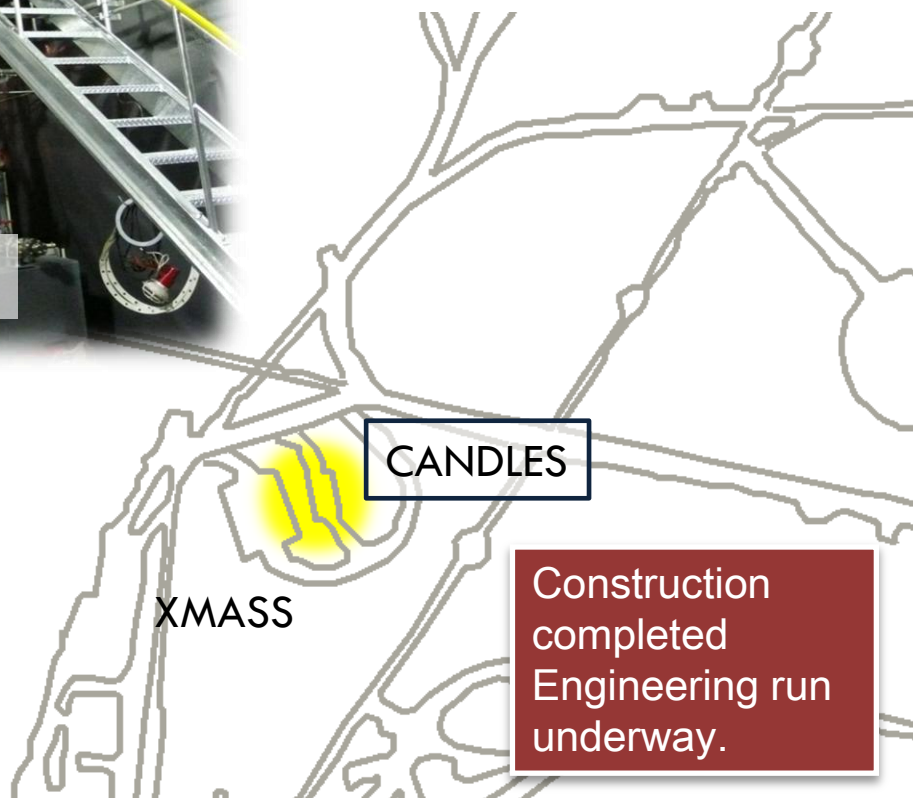 CANDLES
XMASS
Construction
completed
Engineering run
underway.